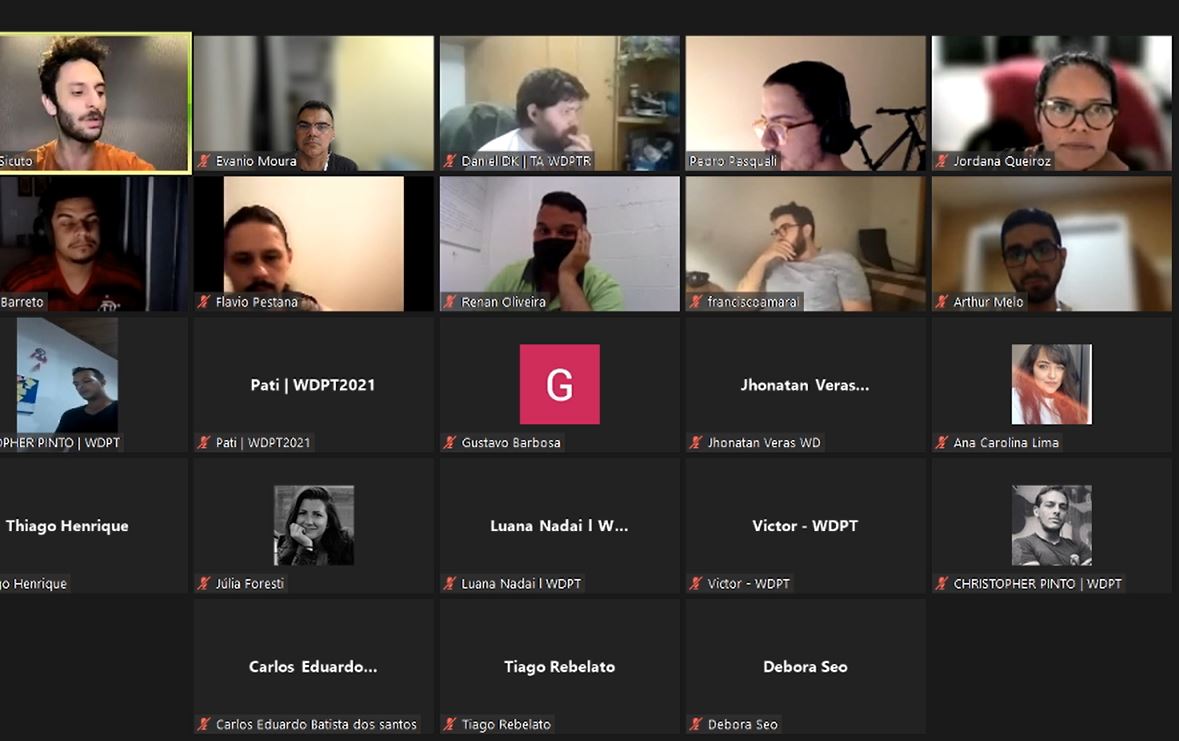 Sicuto
Evanio Moura
Daniel DK | TA WDPTR
Pedro Pasquali
Jordana Queiroz
Barreto
Flavio Pestana
Renan Oliveira
franciscoamaral
Arthur Melo
OPHER PINTO | WDPT
Pati | WDPT2021
Pati | WDPT2021
G
Gustavo Barbosa
Jhonatan Veras...
Jhonatan Veras WD
Ana Carolina Lima
Thiago Henrique
go Henrique
Júlia Foresti
Luana Nadai l W...
Luana Nadai l WDPT
Victor - WDPT
Victor - WDPT
CHRISTOPHER PINTO | WDPT
Carlos Eduardo...
Carlos Eduardo Batista dos santos
Tiago Rebelato
Tiago Rebelato
Debora Seo
Debora Seo